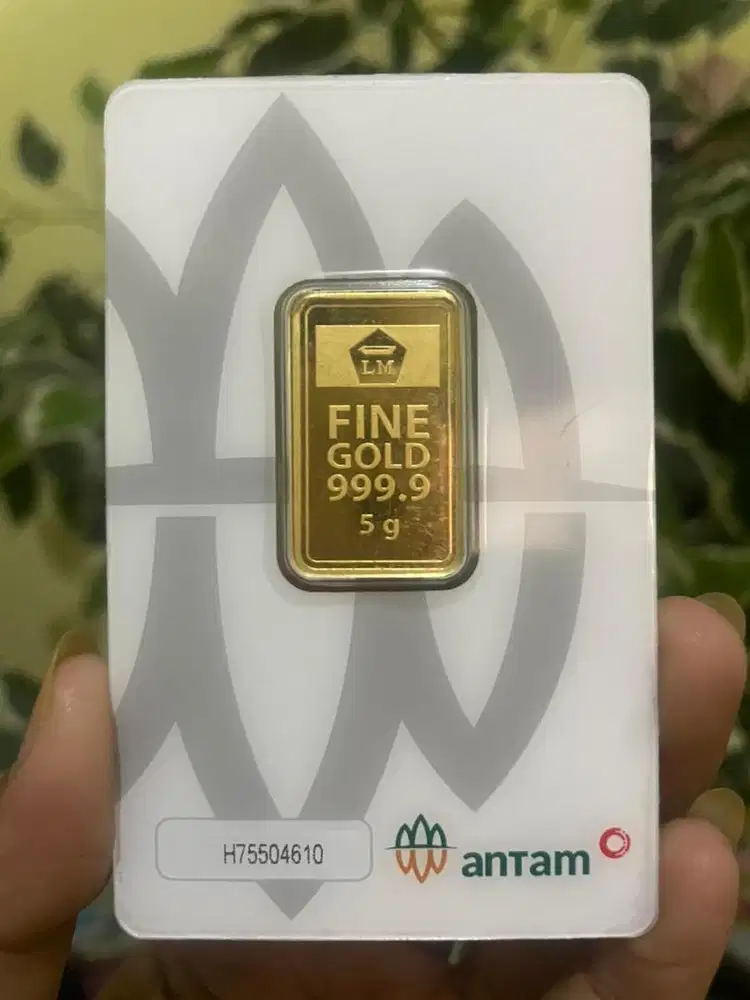 LM
FINE
GOLD
999.9
5 g
H75504610
antam